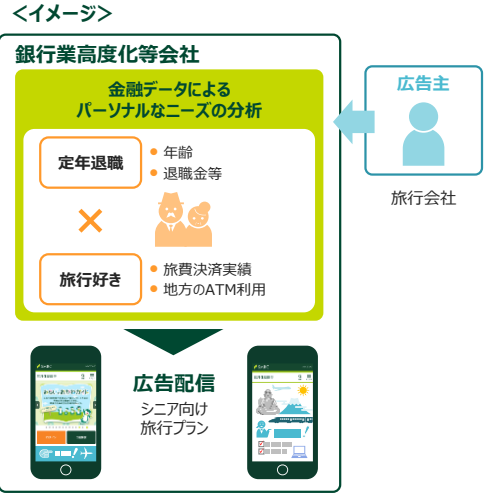 ＜イメージ＞
銀行業高度化等会社
金融データによる
パーソナルなニーズの分析
定年退職
• 年齢
• 退職金等
×
旅行好き
• 旅費決済実績
• 地方のATM利用
広告主
旅行会社
広告配信
シニア向け
旅行プラン